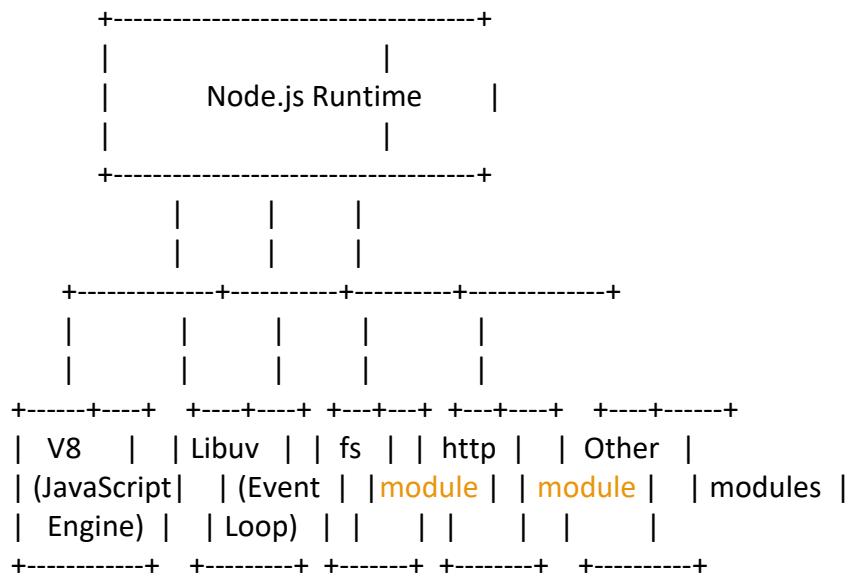 +-------------------------------------+
| |
| Node.js Runtime |
| |
+-------------------------------------+
| | |
| | |
+--------------+-----------+----------+--------------+
| | | | |
| | | | |
+------+----+ +----+----+ +---+---+ +---+----+ +----+------+
| V8 | | Libuv | | fs | | http | | Other |
| (JavaScript| | (Event | |module | | module | | modules |
| Engine) | | Loop) | | | | | | |
+------------+ +---------+ +-------+ +--------+ +----------+